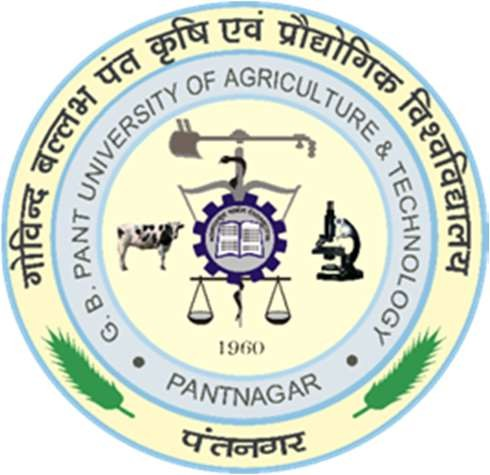 गोविन्द बल्लभ पंत कृषि एवं प्रौद्योगिक विश्वविद्यालय
G. B. PANT UNIVERSITY OF AGRICULTURE & TECHNOLOGY
1960
• PANTNAGAR •
पंतनगर